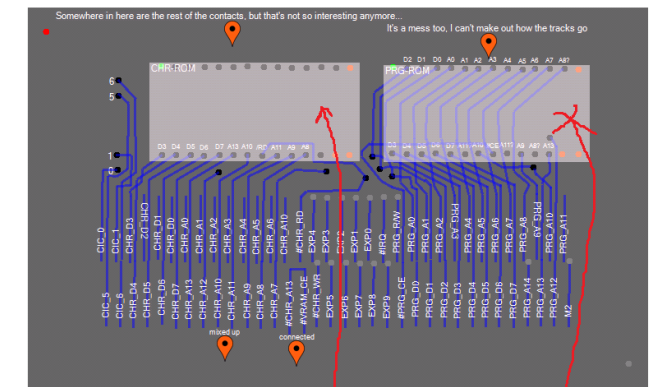 Somewhere in here are the rest of the contacts, but that's not so interesting anymore...
It's a mess too, I can't make out how the tracks go
D2 D1 D0 A0 A1 A2 A3 A4 A5 A6 A7 A8?
CHR-ROM
PRG-ROM
6
5
D3 D4 D5 D6 D7 A13 A10 /RD A11 A9 A8
1
CIC_0
CIC_1
CHR_D3
CHR_D2
CHR_D1
CHR_D0
CHR_A0
CHR_A1
CHR_A2
CHR_A3
CHR_A4
CHR_A5
CHR_A6
CHR_A10
#CHR_RD
EXP4
EXP3
EXP1
EXP0
#IRQ
PRG_R/W
PRG_A0
PRG_A1
PRG_A2
PRG_A3
PRG_A4
PRG_A5
PRG_A6
PRG_A7
PRG_A8
PRG_A9
PRG_A10
PRG_A11
CIC_5
CIC_6
CHR_D4
CHR_D5
CHR_D6
CHR_D7
CHR_A13
CHR_A12
CHR_A10
CHR_A11
CHR_A9
CHR_A8
CHR_A7
#CHR_A13
#VRAM_CE
#CHR_WR
EXP5
EXP6
EXP7
EXP8
EXP9
#PRG_CE
PRG_D0
PRG_D1
PRG_D2
PRG_D3
PRG_D4
PRG_D5
PRG_D6
PRG_D7
PRG_A14
PRG_A13
PRG_A12
M2
mixed up
connected